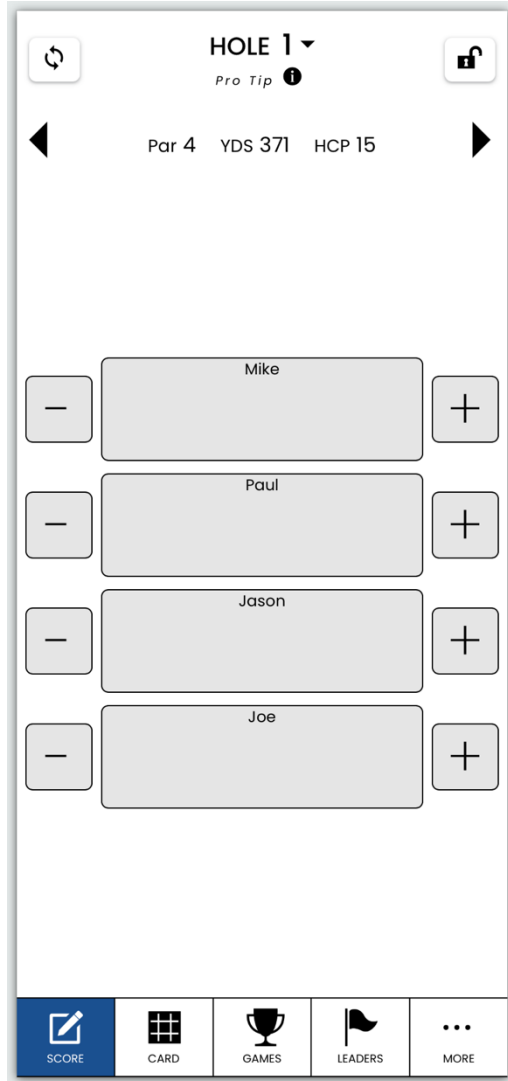 HOLE 1
Pro Tip
Par 4 YDS 371 HCP 15
Mike
Paul
Jason
Joe
SCORE CARD GAMES LEADERS MORE